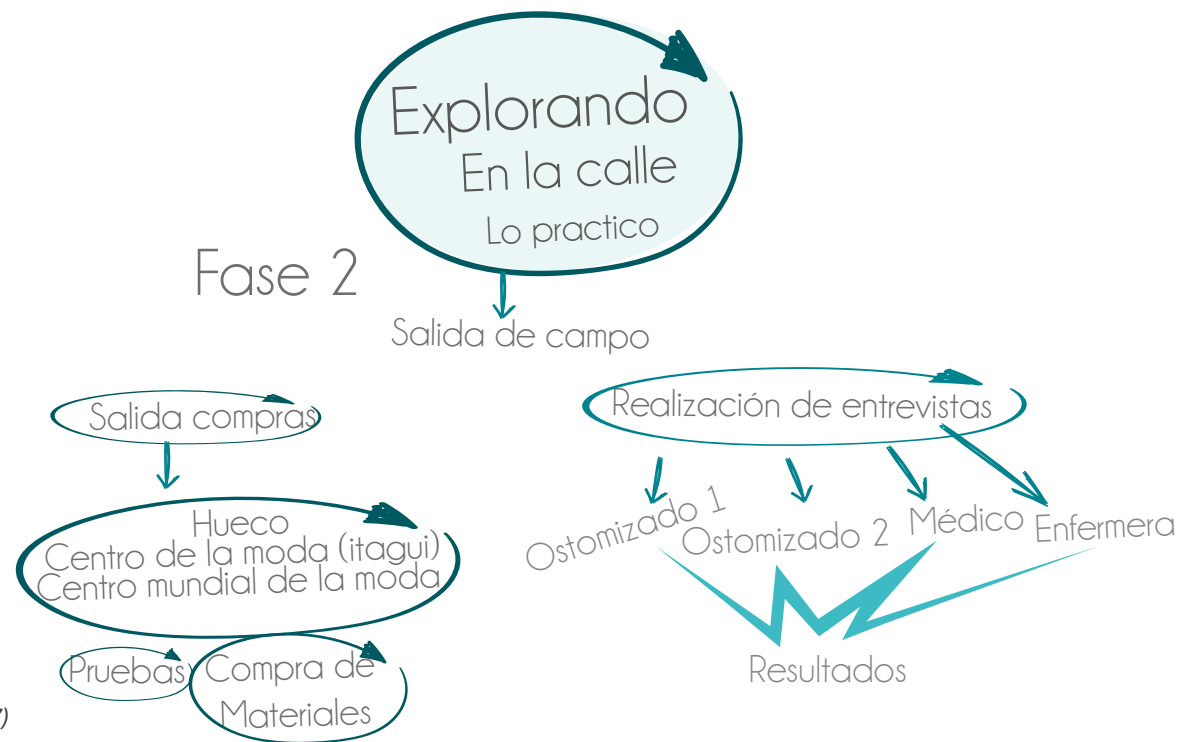 Explorando
En la calle
Lo practico
Fase 2
Salida de campo
Salida compras
Hueco
Centro de la moda (itagui)
Centro mundial de la moda
Pruebas
Compra de
Materiales
Realización de entrevistas
Ostomizado 1
Ostomizado 2
Médico
Enfermera
Resultados